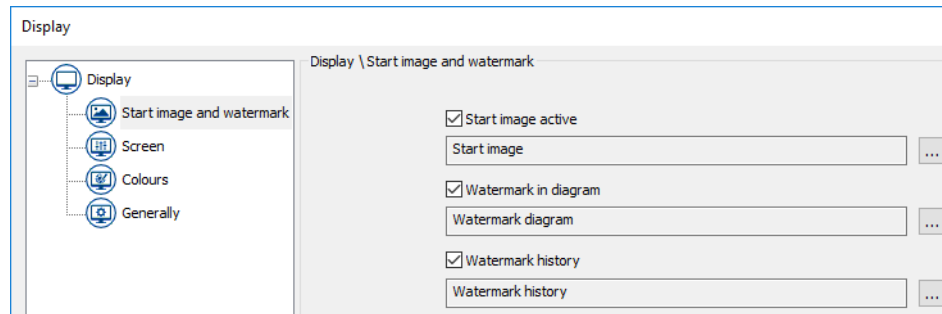 Display
Display
Start image and watermark
Screen
Colours
Generally
Display \ Start image and watermark
Start image active
Start image
...
Watermark in diagram
Watermark diagram
...
Watermark history
Watermark history
...